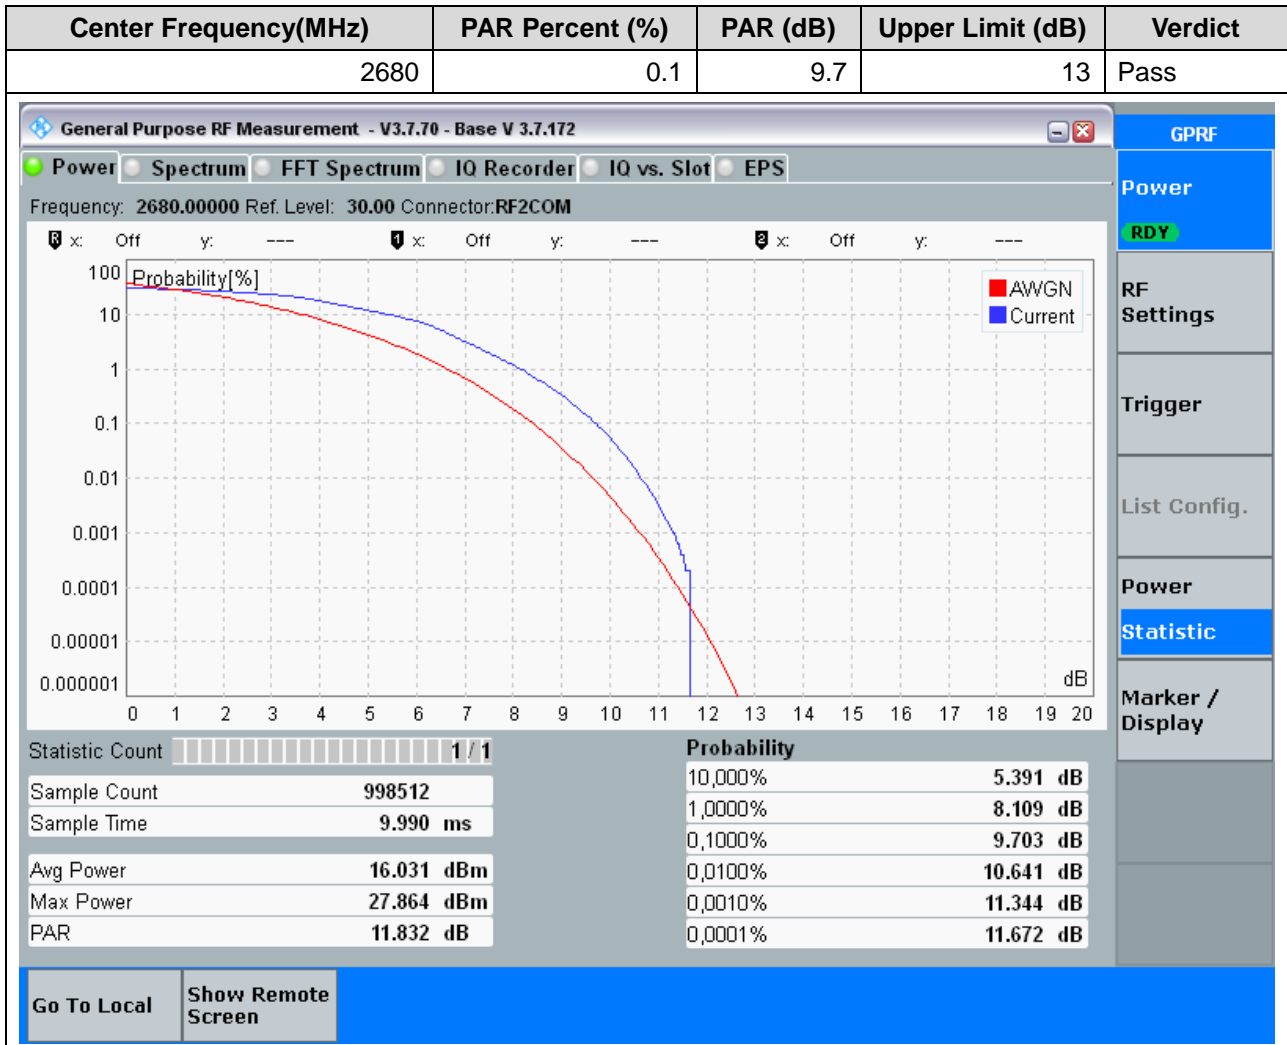 Center Frequency(MHz) PAR Percent (%) PAR (dB) Upper Limit (dB) Verdict
2680 0.1 9.7 13 Pass
General Purpose RF Measurement - V3.7.70 - Base V 3.7.172
GPRF
Power Spectrum FFT Spectrum IQ Recorder IQ vs. Slot EPS
Power
RDY
Frequency: 2680.00000 Ref. Level: 30.00 Connector:RF2COM
R x: Off y: --- 1 x: Off y: --- 2 x: Off y: ---
Probability[%]
AWGN
Current
100
10
1
0.1
0.01
0.001
0.0001
0.00001
0.000001
dB
0 1 2 3 4 5 6 7 8 9 10 11 12 13 14 15 16 17 18 19 20
RF
Settings
Trigger
List Config.
Power
Statistic
Marker /
Display
Statistic Count 1 / 1
Sample Count 998512
Sample Time 9.990 ms
Avg Power 16.031 dBm
Max Power 27.864 dBm
PAR 11.832 dB
Probability
10,000% 5.391 dB
1,0000% 8.109 dB
0,1000% 9.703 dB
0,0100% 10.641 dB
0,0010% 11.344 dB
0,0001% 11.672 dB
Go To Local
Show Remote
Screen